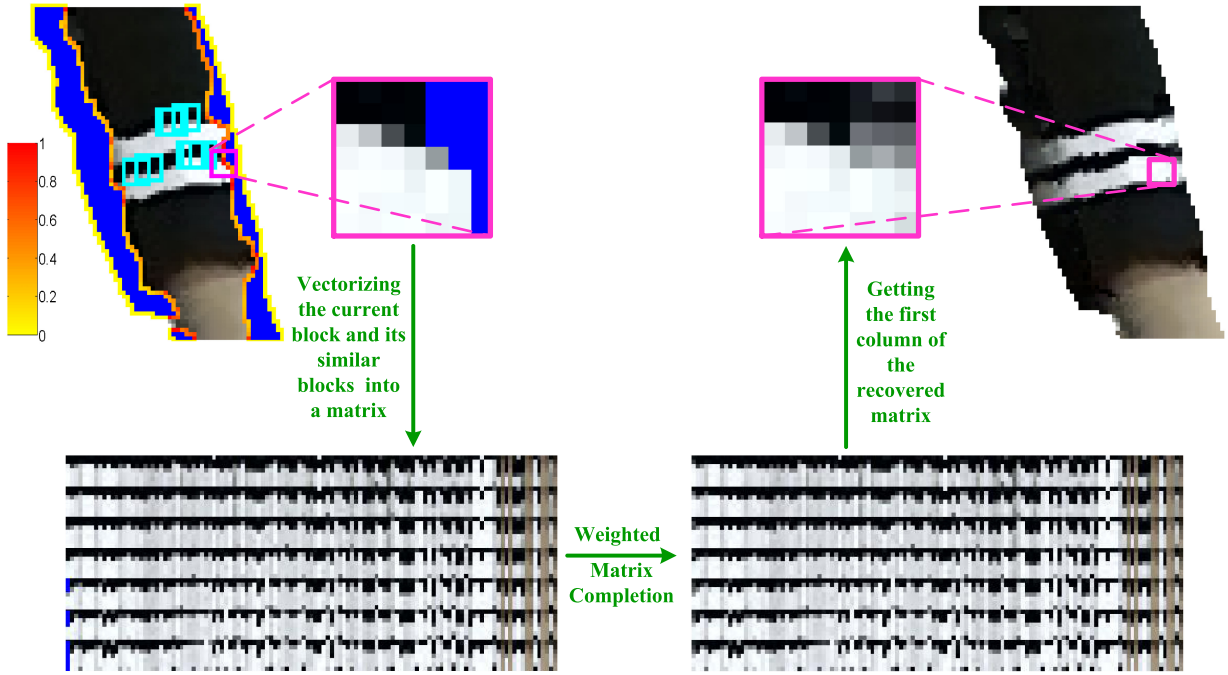 1
0.8
0.6
0.4
0.2
0
Vectorizing
the current
block and its
similar
blocks into
a matrix
Getting
the first
column of
the
recovered
matrix
Weighted
Matrix
Completion